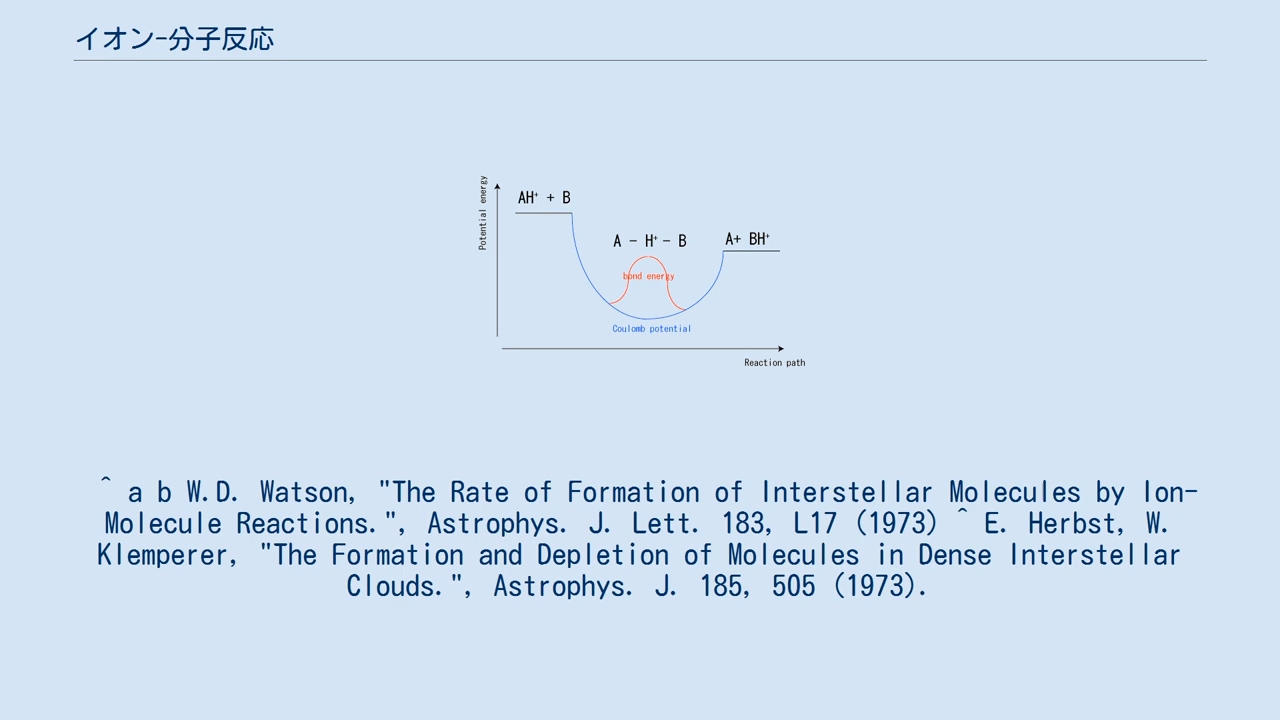 イオン-分子反応
Potential energy
AH⁺ + B
A - H⁺ - B
A+ BH⁺
bond energy
Coulomb potential
Reaction path
^ a b W.D. Watson, "The Rate of Formation of Interstellar Molecules by Ion-
Molecule Reactions.", Astrophys. J. Lett. 183, L17 (1973) ^ E. Herbst, W.
Klemperer, "The Formation and Depletion of Molecules in Dense Interstellar
Clouds.", Astrophys. J. 185, 505 (1973).